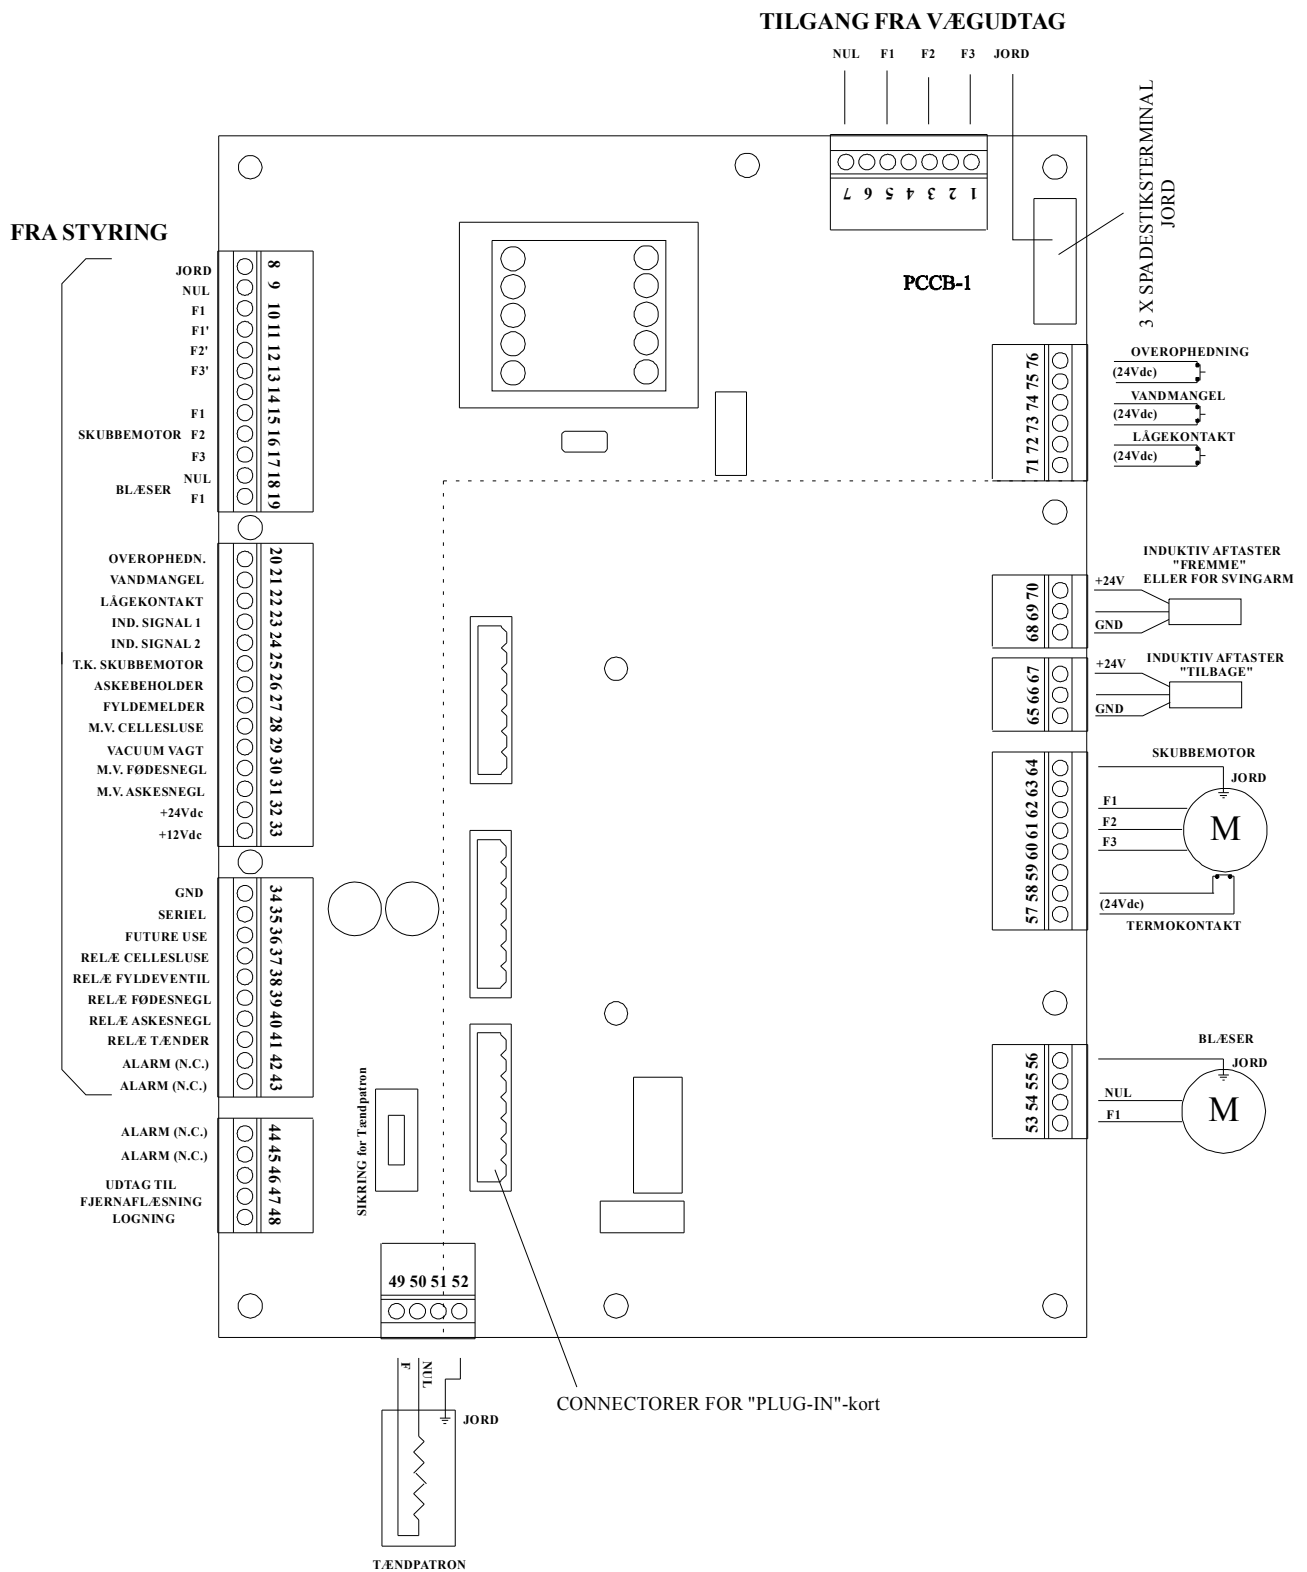 TILGANG FRA VÆGUDTAG
NUL F1 F2 F3 JORD
7 6 5 4 3 2 1
3 X SPADESTIKSTERMINAL
JORD
PCCB-1
FRA STYRING
JORD 8
NUL 9
F1 10
F1' 11
F2' 12
F3' 13
14
F1 15
SKUBBEMOTOR F2 16
F3 17
NUL 18
BLÆSER
F1 19
OVEROPHEDN. 20
VANDMANGEL 21
LÅGEKONTAKT 22
IND. SIGNAL 1 23
IND. SIGNAL 2 24
T.K. SKUBBEMOTOR 25
ASKEBEHOLDER 26
FYLDEMELDER 27
M.V. CELLESLUSE 28
VACUUM VAGT 29
M.V. FØDESNEGL 30
M.V. ASKESNEGL 31
+24Vdc 32
+12Vdc 33
GND 34
SERIEL 35
FUTURE USE 36
RELÆ CELLESLUSE 37
RELÆ FYLDEVENTIL 38
RELÆ FØDESNEGL 39
RELÆ ASKESNEGL 40
RELÆ TÆNDER 41
ALARM (N.C.) 42
ALARM (N.C.) 43
ALARM (N.C.) 44
ALARM (N.C.) 45
46
47
48
UDTAG TIL
FJERNAFLÆSNING
LOGNING
SIKRING for Tændpatron
49 50 51 52
F
NUL
JORD
TÆNDPATRON
CONNECTORER FOR "PLUG-IN"-kort
71 72 73 74 75 76
OVEROPHEDNING
(24Vdc)
VANDMANGEL
(24Vdc)
LÅGEKONTAKT
(24Vdc)
68 69 70
INDUKTIV AFTASTER
"FREMME"
ELLER FOR SVINGARM
+24V
GND
65 66 67
INDUKTIV AFTASTER
"TILBAGE"
+24V
GND
57 58 59 60 61 62 63 64
SKUBBEMOTOR
JORD
F1
F2
F3
M
(24Vdc)
TERMOKONTAKT
53 54 55 56
BLÆSER
JORD
NUL
F1
M